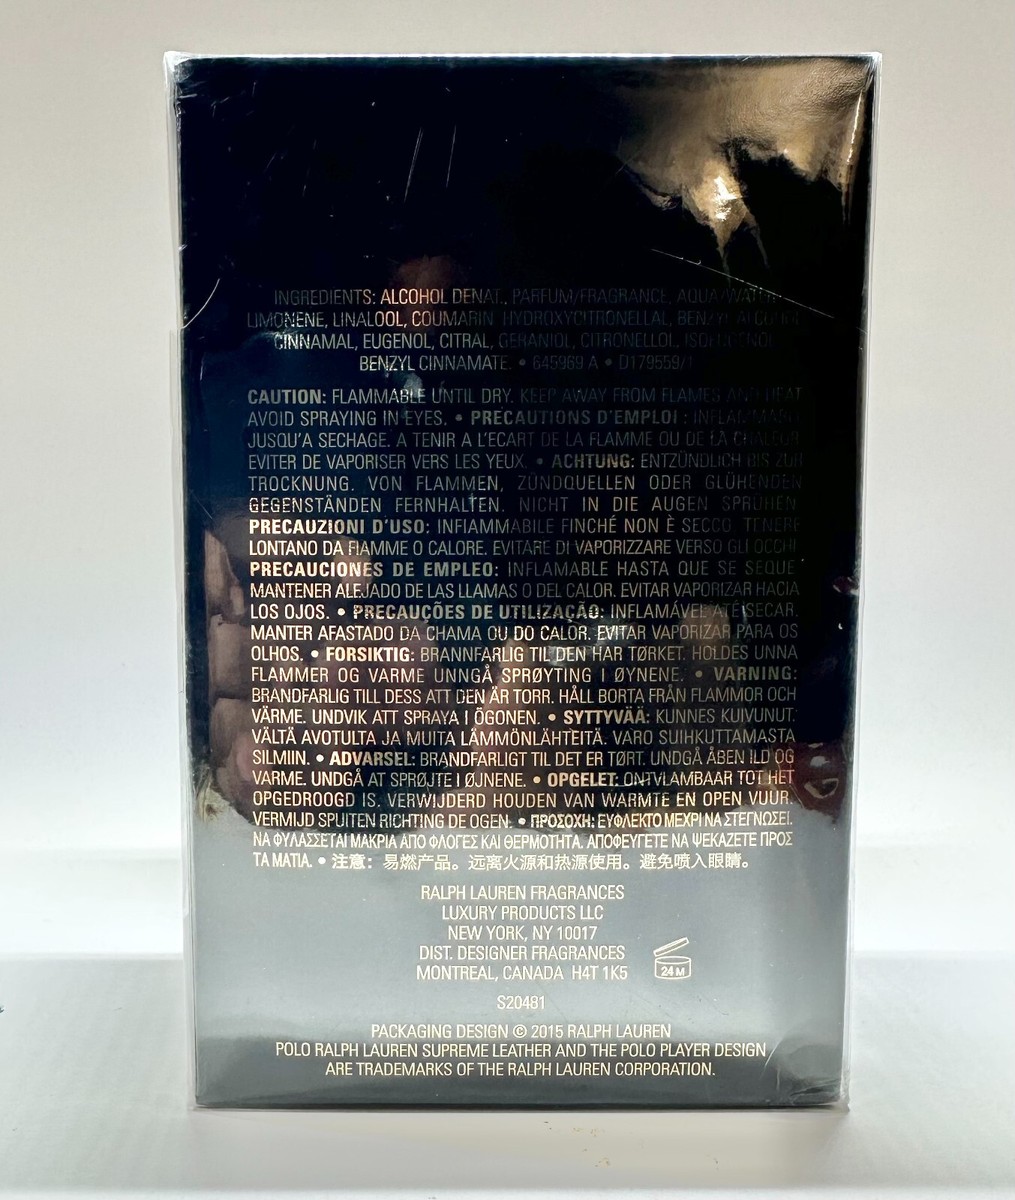 INGREDIENTS: ALCOHOL DENAT., PARFUM/FRAGRANCE, AQUA/WATER,
LIMONENE, LINALOOL, COUMARIN, HYDROXYCITRONELLAL, BENZYL ALCOHOL,
CINNAMAL, EUGENOL, CITRAL, GERANIOL, CITRONELLOL, ISOEUGENOL,
BENZYL CINNAMATE. • 645969 A • D179559/1
CAUTION: FLAMMABLE UNTIL DRY. KEEP AWAY FROM FLAMES AND HEAT
AVOID SPRAYING IN EYES. • PRECAUTIONS D'EMPLOI : INFLAMMABLE
JUSQU'A SECHAGE. A TENIR A L'ECART DE LA FLAMME OU DE LA CHALEUR
EVITER DE VAPORISER VERS LES YEUX. • ACHTUNG: ENTZÜNDLICH BIS ZUR
TROCKNUNG. VON FLAMMEN, ZÜNDQUELLEN ODER GLÜHENDEN
GEGENSTÄNDEN FERNHALTEN. NICHT IN DIE AUGEN SPRÜHEN
PRECAUZIONI D'USO: INFIAMMABILE FINCHÉ NON È SECCO. TENERE
LONTANO DA FIAMME O CALORE. EVITARE DI VAPORIZZARE VERSO GLI OCCHI
PRECAUCIONES DE EMPLEO: INFLAMABLE HASTA QUE SE SEQUE
MANTENER ALEJADO DE LAS LLAMAS O DEL CALOR. EVITAR VAPORIZAR HACIA
LOS OJOS. • PRECAUCÕES DE UTILIZAÇÃO: INFLAMÁVEL ATÉ SECAR.
MANTER AFASTADO DA CHAMA OU DO CALOR. EVITAR VAPORIZAR PARA OS
OLHOS. • FORSIKTIG: BRANNFARLIG TIL DEN HAR TØRKET. HOLDES UNNA
FLAMMER OG VARME UNNGÅ SPRØYTING I ØYNENE. • VARNING:
BRANDFARLIG TILL DESS ATT DEN ÄR TORR. HÅLL BORTA FRÅN FLAMMOR OCH
VÄRME. UNDVIK ATT SPRAYA I ÖGONEN. • SYTTYVÄÄ: KUNNES KUIVUNUT.
VÄLTÄ AVOTULTA JA MUITA LÄMMÖNLÄHTEITÄ. VARO SUIHKUTTAMASTA
SILMIIN. • ADVARSEL: BRANDFARLIGT TIL DET ER TØRT. UNDGÅ ÅBEN ILD OG
VARME. UNDGÅ AT SPRØJTE I ØJNENE. • OPGELET: ONTVLAMBAAR TOT HET
OPGEDROOGD IS. VERWIJDERD HOUDEN VAN WARMTE EN OPEN VUUR.
VERMIJD SPUITEN RICHTING DE OGEN. • ΠΡΟΣΟΧΗ: ΕΥΦΛΕΚΤΟ ΜΕΧΡΙ ΝΑ ΣΤΕΓΝΩΣΕΙ.
ΝΑ ΦΥΛΑΣΣΕΤΑΙ ΜΑΚΡΙΑ ΑΠΟ ΦΛΟΓΕΣ ΚΑΙ ΘΕΡΜΟΤΗΤΑ. ΑΠΟΦΕΥΓΕΤΕ ΝΑ ΨΕΚΑΖΕΤΕ ΠΡΟΣ
ΤΑ ΜΑΤΙΑ. • 注意：易燃产品。远离火源和热源使用。避免喷入眼睛。
RALPH LAUREN FRAGRANCES
LUXURY PRODUCTS LLC
NEW YORK, NY 10017
DIST. DESIGNER FRAGRANCES
MONTREAL, CANADA H4T 1K5
24 M
S20481
PACKAGING DESIGN © 2015 RALPH LAUREN
POLO RALPH LAUREN SUPREME LEATHER AND THE POLO PLAYER DESIGN
ARE TRADEMARKS OF THE RALPH LAUREN CORPORATION.